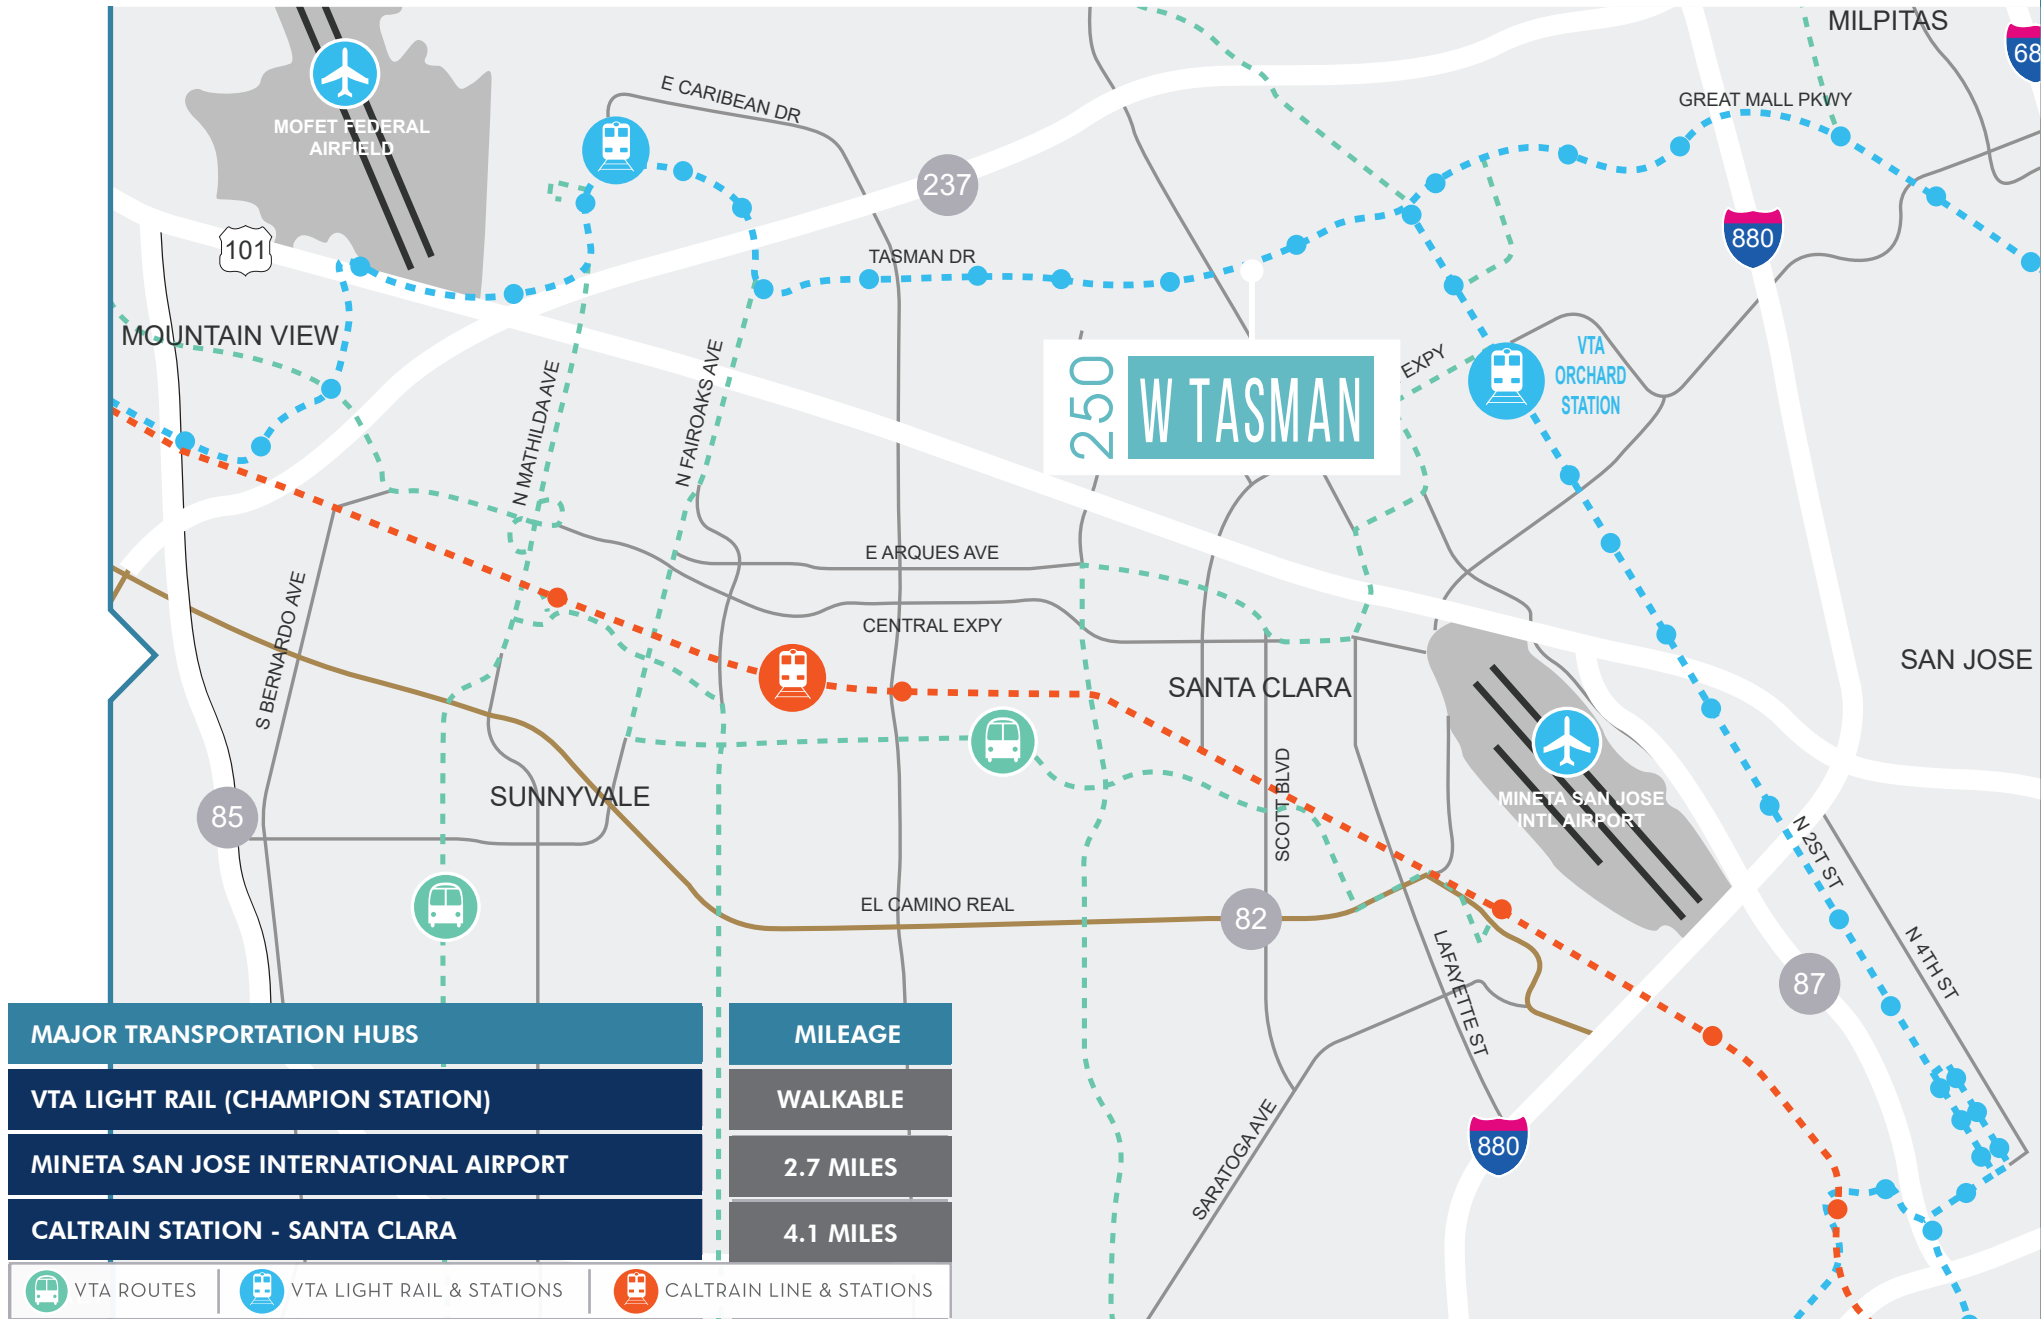 MILPITAS
68
E CARIBEAN DR
GREAT MALL PKWY
MOFET FEDERAL
AIRFIELD
237
101
880
TASMAN DR
MOUNTAIN VIEW
250
W TASMAN
EXPY
VTA
ORCHARD
STATION
N MATHILDA AVE
N FAIROAKS AVE
E ARQUES AVE
CENTRAL EXPY
S BERNARDO AVE
SANTA CLARA
SAN JOSE
SUNNYVALE
85
SCOTT BLVD
MINETA SAN JOSE
INTL AIRPORT
N 2ST ST
EL CAMINO REAL
82
LAFAYETTE ST
N 4TH ST
87
SARATOGA AVE
880
MAJOR TRANSPORTATION HUBS
MILEAGE
VTA LIGHT RAIL (CHAMPION STATION)
WALKABLE
MINETA SAN JOSE INTERNATIONAL AIRPORT
2.7 MILES
CALTRAIN STATION - SANTA CLARA
4.1 MILES
VTA ROUTES
VTA LIGHT RAIL & STATIONS
CALTRAIN LINE & STATIONS